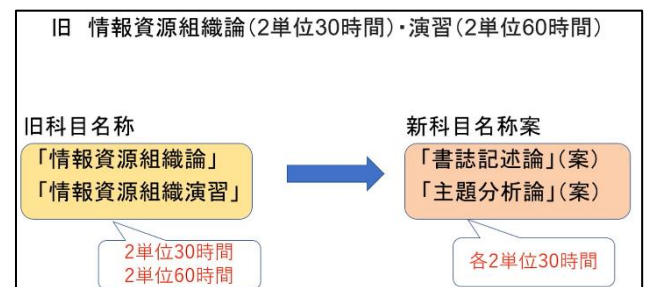 旧 情報資源組織論(2単位30時間)・演習(2単位60時間)
旧科目名称
「情報資源組織論」
「情報資源組織演習」
2単位30時間
2単位60時間
新科目名称案
「書誌記述論」(案)
「主題分析論」(案)
各2単位30時間